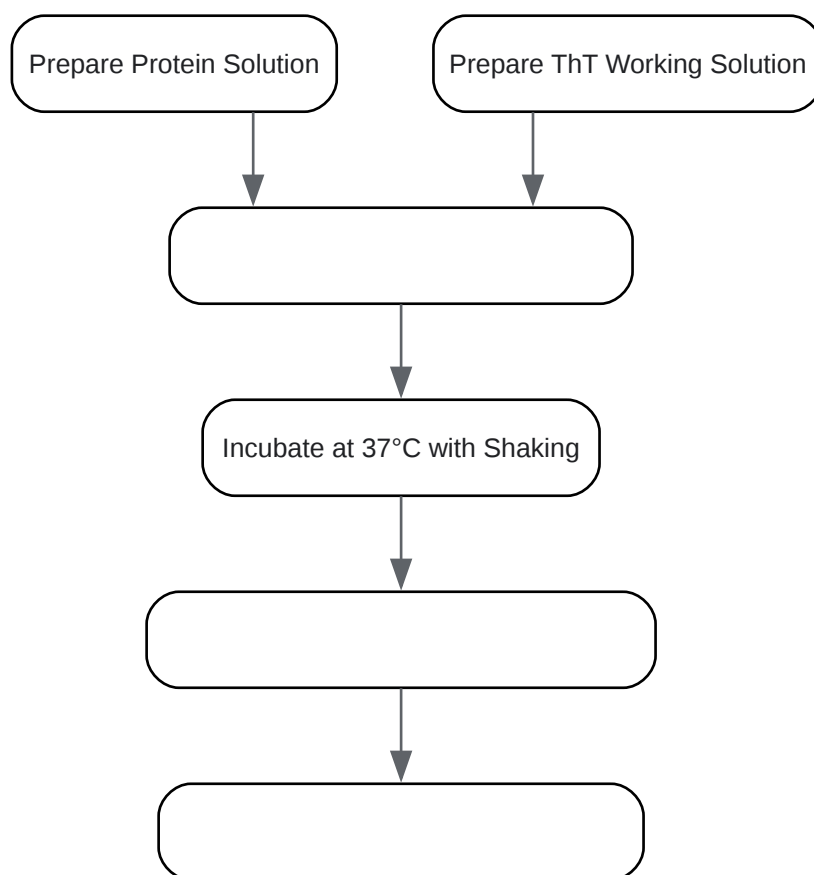 Prepare Protein Solution
Prepare ThT Working Solution
Incubate at 37°C with Shaking